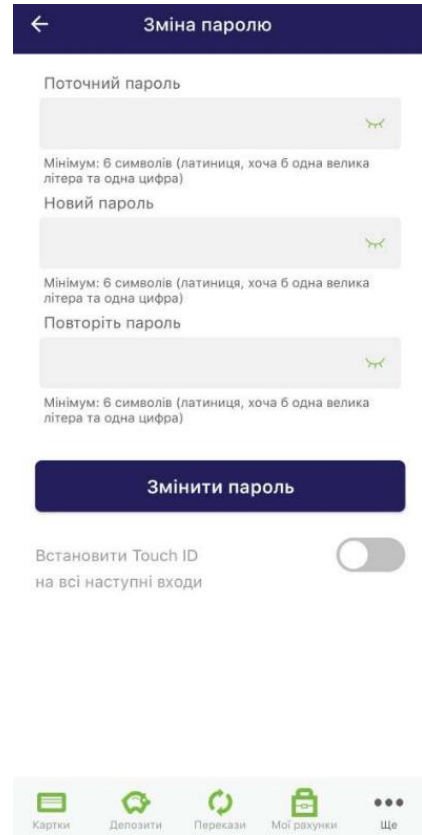 Зміна паролю
Поточний пароль
Мінімум: 6 символів (латиниця, хоча б одна велика
літера та одна цифра)
Новий пароль
Мінімум: 6 символів (латиниця, хоча б одна велика
літера та одна цифра)
Повторіть пароль
Мінімум: 6 символів (латиниця, хоча б одна велика
літера та одна цифра)
Змінити пароль
Встановити Touch ID
на всі наступні входи
Картки Депозити Перекази Мої рахунки Ще